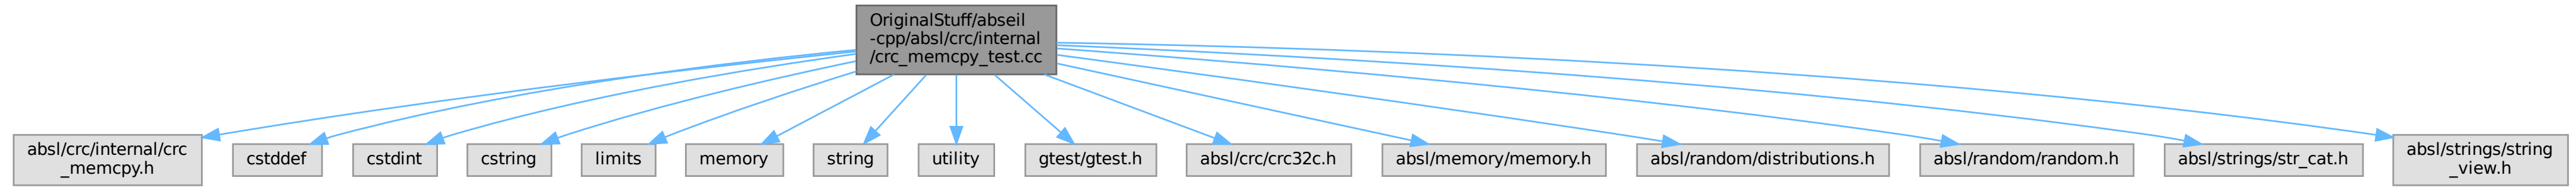 OriginalStuff/abseil
-cpp/absl/crc/internal
/crc_memcpy_test.cc
absl/crc/internal/crc
_memcpy.h
cstddef
cstdint
cstring
limits
memory
string
utility
gtest/gtest.h
absl/crc/crc32c.h
absl/memory/memory.h
absl/random/distributions.h
absl/random/random.h
absl/strings/str_cat.h
absl/strings/string
_view.h